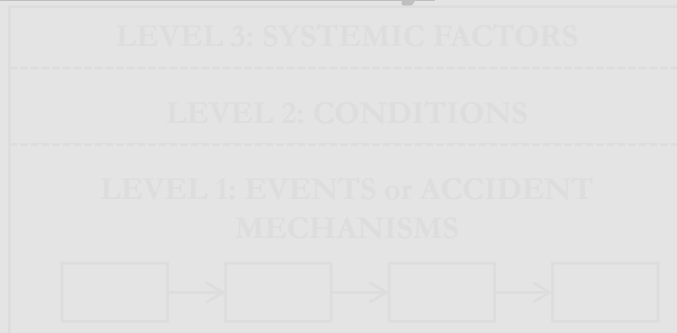 LEVEL 3: SYSTEMIC FACTORS
LEVEL 2: CONDITIONS
LEVEL 1: EVENTS or ACCIDENT
MECHANISMS